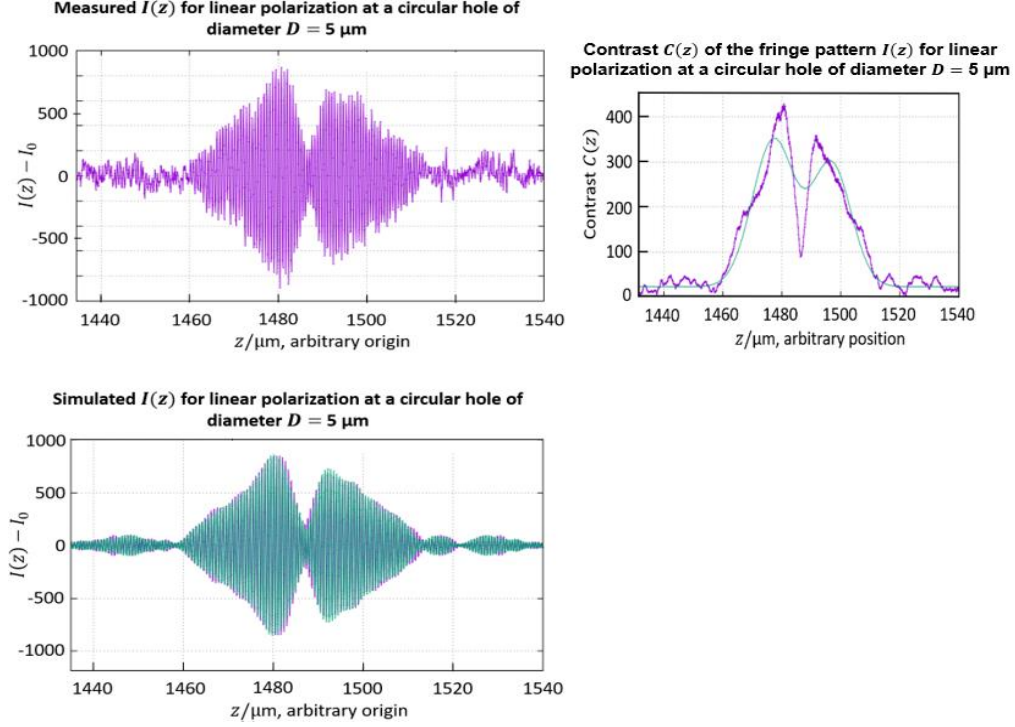 Measured I(z) for linear polarization at a circular hole of
diameter D = 5 μm
1000
500
0
-500
-1000
I(z) − I₀
1440 1460 1480 1500 1520 1540
z/μm, arbitrary origin
Contrast C(z) of the fringe pattern I(z) for linear
polarization at a circular hole of diameter D = 5 μm
400
300
200
100
0
Contrast C(z)
1440 1460 1480 1500 1520 1540
z/μm, arbitrary position
Simulated I(z) for linear polarization at a circular hole of
diameter D = 5 μm
1000
500
0
-500
-1000
I(z) − I₀
1440 1460 1480 1500 1520 1540
z/μm, arbitrary origin